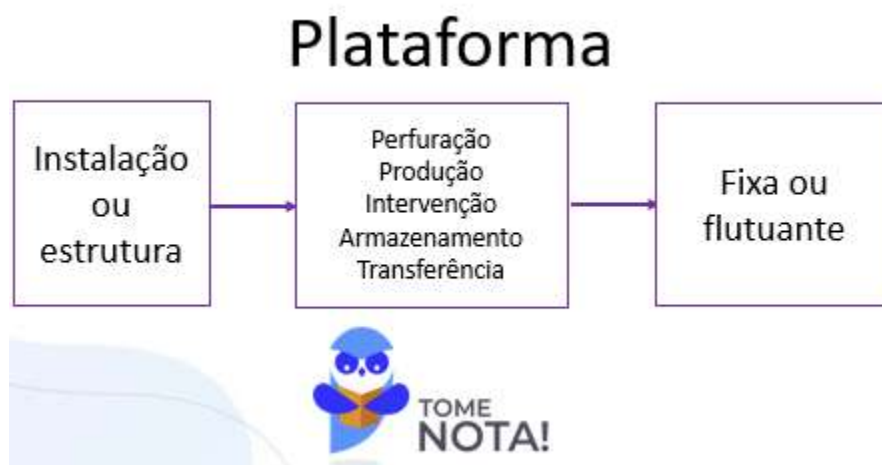 Plataforma
Instalação
ou
estrutura
Perfuração
Produção
Intervenção
Armazenamento
Transferência
Fixa ou
flutuante
TOME
NOTA!